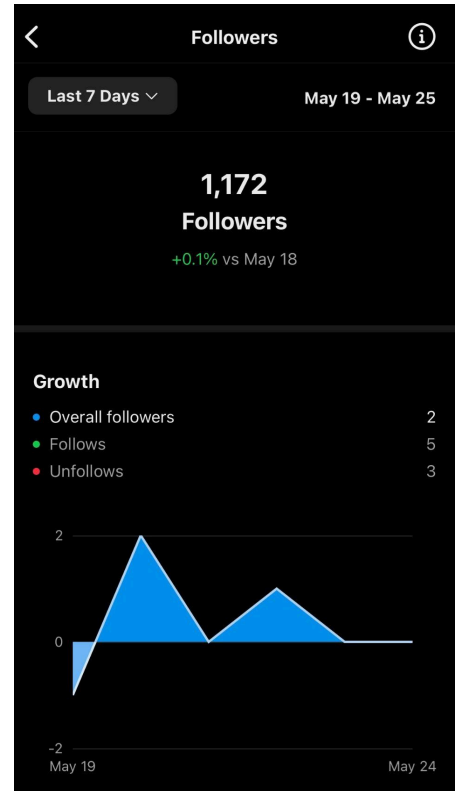 Followers
Last 7 Days
May 19 - May 25
1,172
Followers
+0.1% vs May 18
Growth
Overall followers 2
Follows 5
Unfollows 3
2
0
-2
May 19 May 24